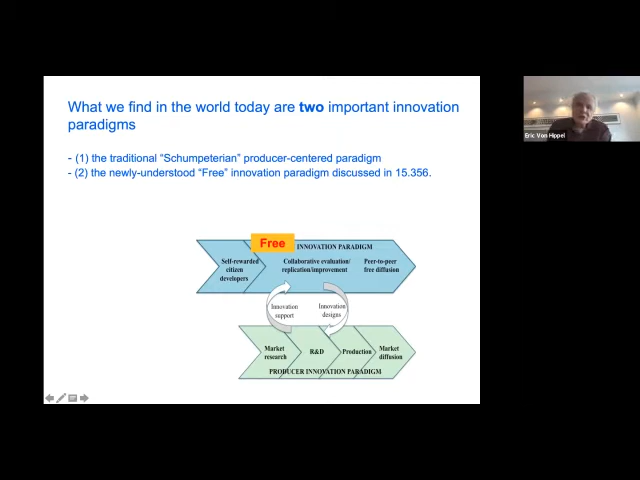 What we find in the world today are two important innovation
paradigms
- (1) the traditional “Schumpeterian” producer-centered paradigm
- (2) the newly-understood “Free” innovation paradigm discussed in 15.356.
Free INNOVATION PARADIGM
Self-rewarded
citizen
developers
Collaborative evaluation/
replication/improvement
Peer-to-peer
free diffusion
Innovation
support
Innovation
designs
Market
research
R&D
Production
Market
diffusion
PRODUCER INNOVATION PARADIGM
Eric Von Hippel